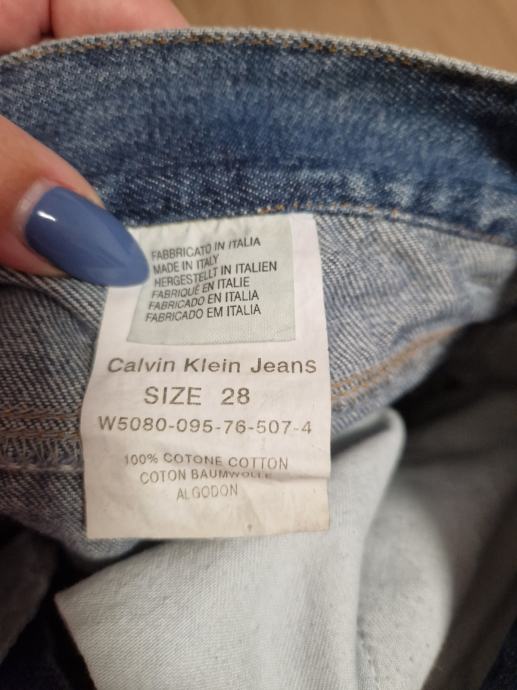 FABBRICATO IN ITALIA
MADE IN ITALY
HERGESTELLT IN ITALIEN
FABRIQUÉ EN ITALIE
FABRICADO EN ITALIA
FABRICADO EM ITALIA
Calvin Klein Jeans
SIZE 28
W5080-095-76-507-4
100% COTONE COTTON
COTON BAUMWOLLE
ALGODON